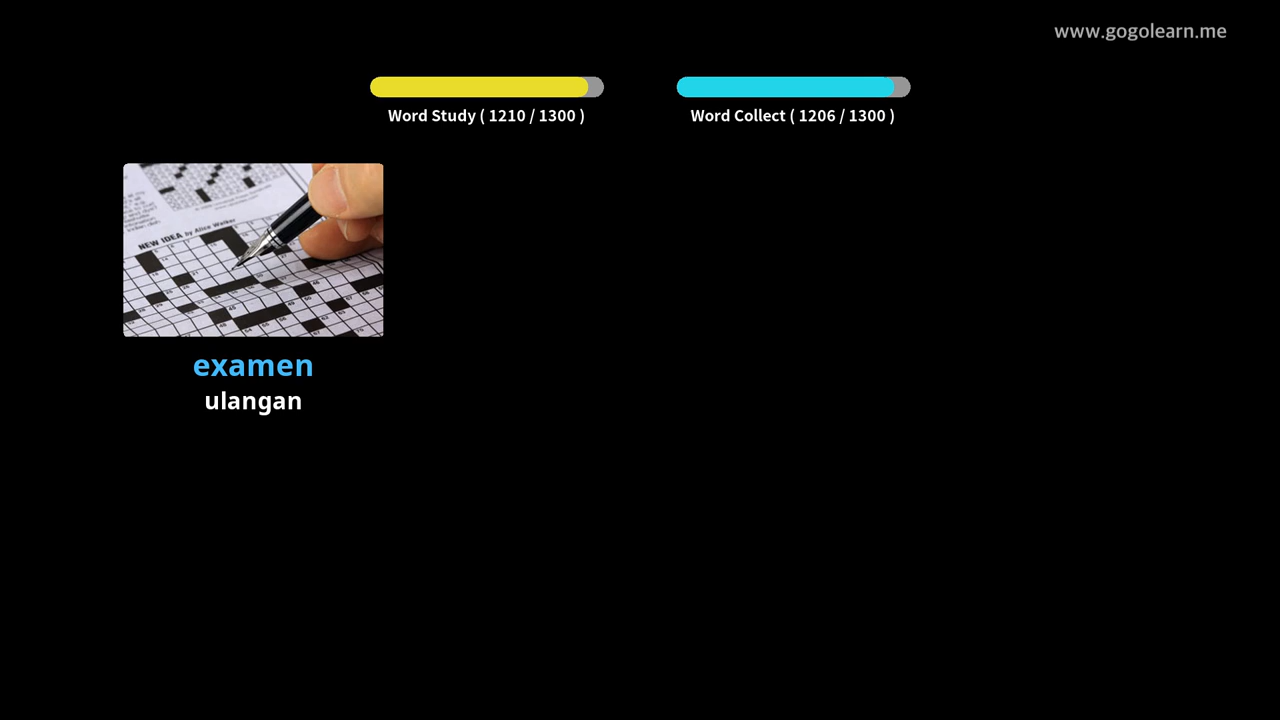 www.gogolearn.me
Word Study ( 1210 / 1300 )
Word Collect ( 1206 / 1300 )
NEW IDEA by Alice Walker
examen
ulangan